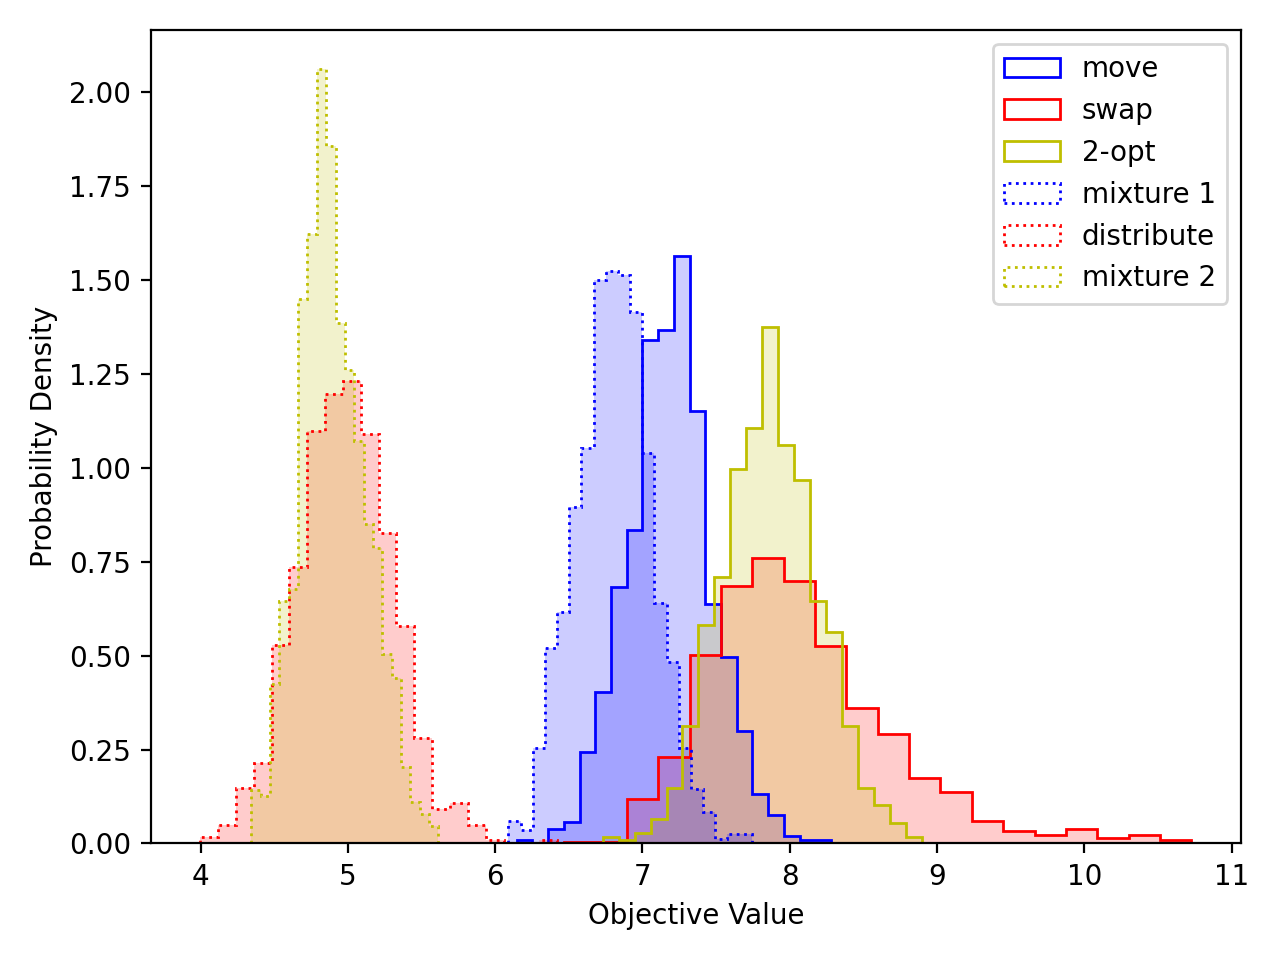 move
swap
2-opt
mixture 1
distribute
mixture 2
Probability Density
2.00
1.75
1.50
1.25
1.00
0.75
0.50
0.25
0.00
4 5 6 7 8 9 10 11
Objective Value